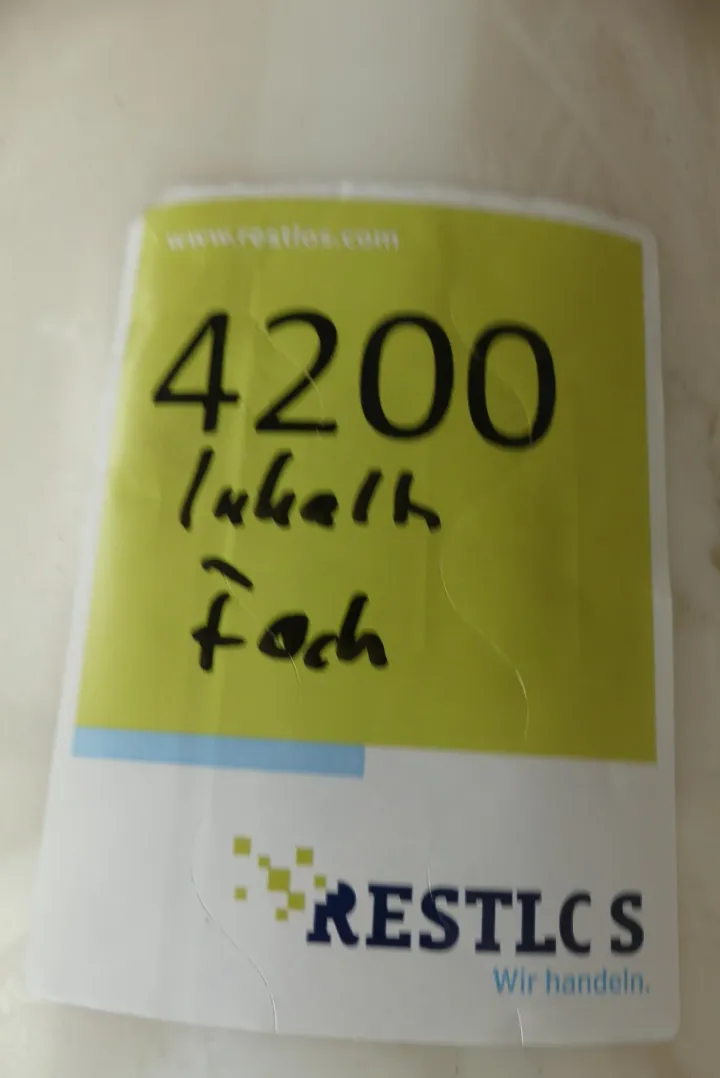 www.restlos.com
4200
Inhalt
Fach
RESTLOS
Wir handeln.